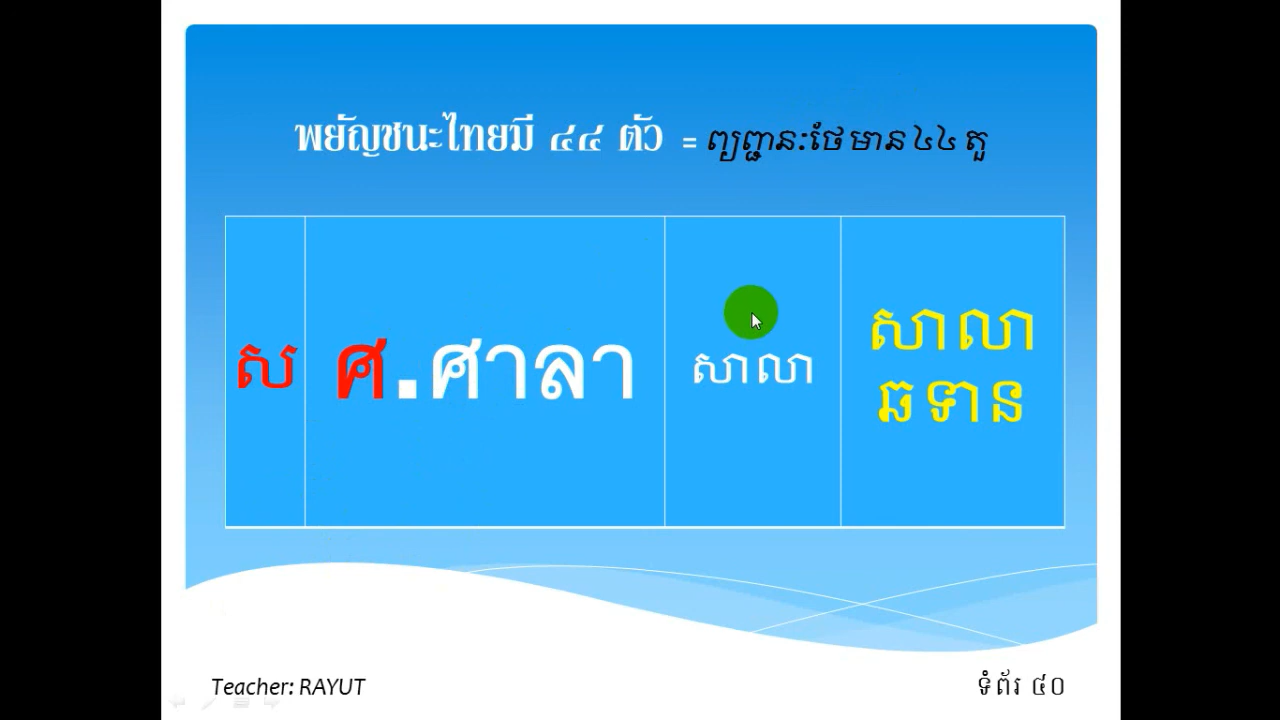 พยัญชนะไทยมี ๔๔ ตัว = ព្យញ្ជានៈថៃមាន៤៤ តួ
ស ศ.ศาลา សាលា សាលា
ឆទាន
Teacher: RAYUT ទំព័រ ៤០